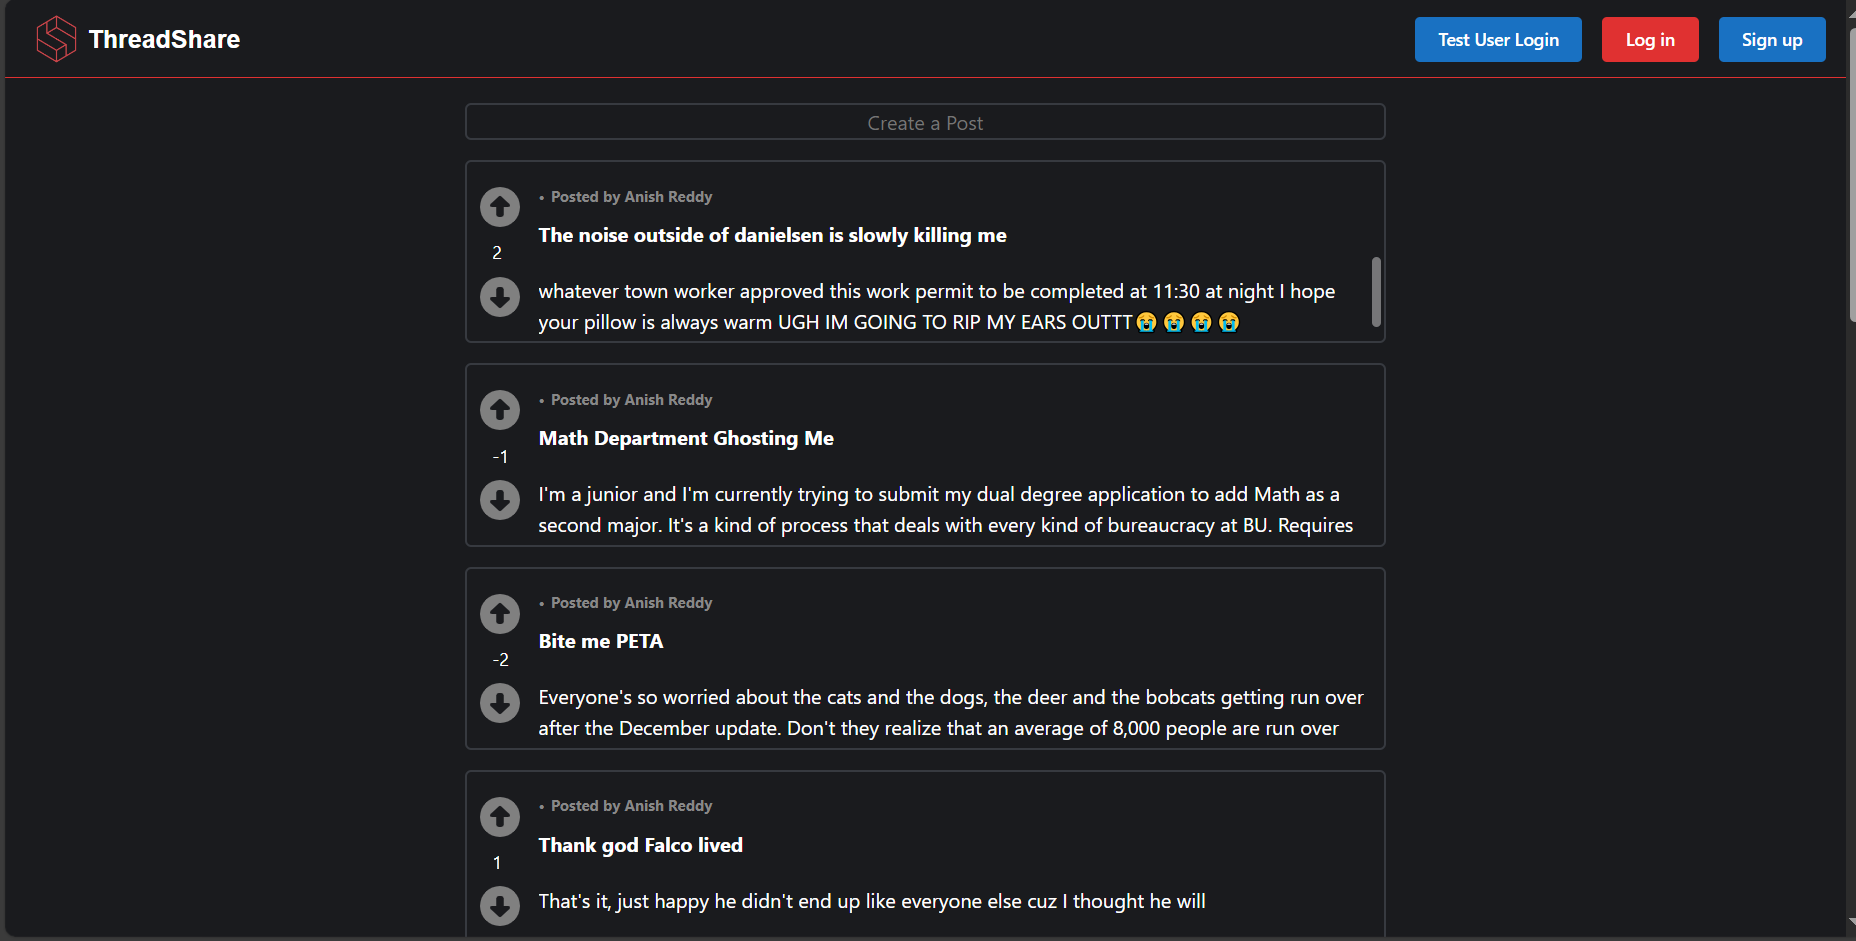 ThreadShare
Test User Login
Log in
Sign up
Create a Post
• Posted by Anish Reddy
The noise outside of danielsen is slowly killing me
2
whatever town worker approved this work permit to be completed at 11:30 at night I hope
your pillow is always warm UGH IM GOING TO RIP MY EARS OUTTT😭 😭 😭 😭
• Posted by Anish Reddy
Math Department Ghosting Me
-1
I'm a junior and I'm currently trying to submit my dual degree application to add Math as a
second major. It's a kind of process that deals with every kind of bureaucracy at BU. Requires
• Posted by Anish Reddy
Bite me PETA
-2
Everyone's so worried about the cats and the dogs, the deer and the bobcats getting run over
after the December update. Don't they realize that an average of 8,000 people are run over
• Posted by Anish Reddy
Thank god Falco lived
1
That's it, just happy he didn't end up like everyone else cuz I thought he will